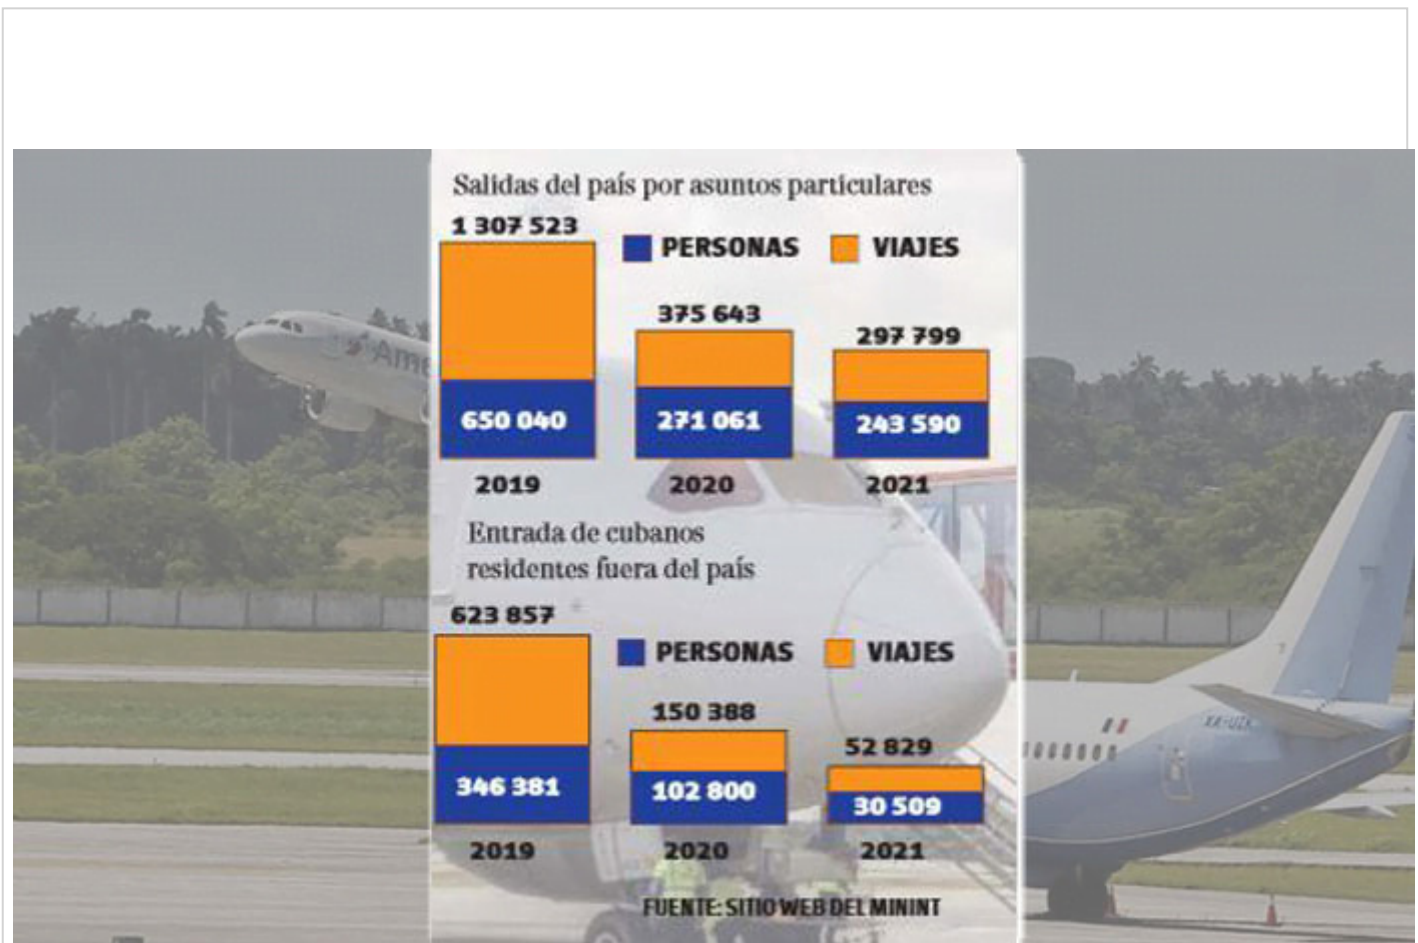 Salidas del país por asuntos particulares
1 307 523
PERSONAS VIAJES
375 643
297 799
650 040
271 061
243 590
2019 2020 2021
Entrada de cubanos
residentes fuera del país
623 857
PERSONAS VIAJES
150 388
52 829
346 381
102 800
30 509
2019 2020 2021
FUENTE: SITIO WEB DEL MININT
Ame